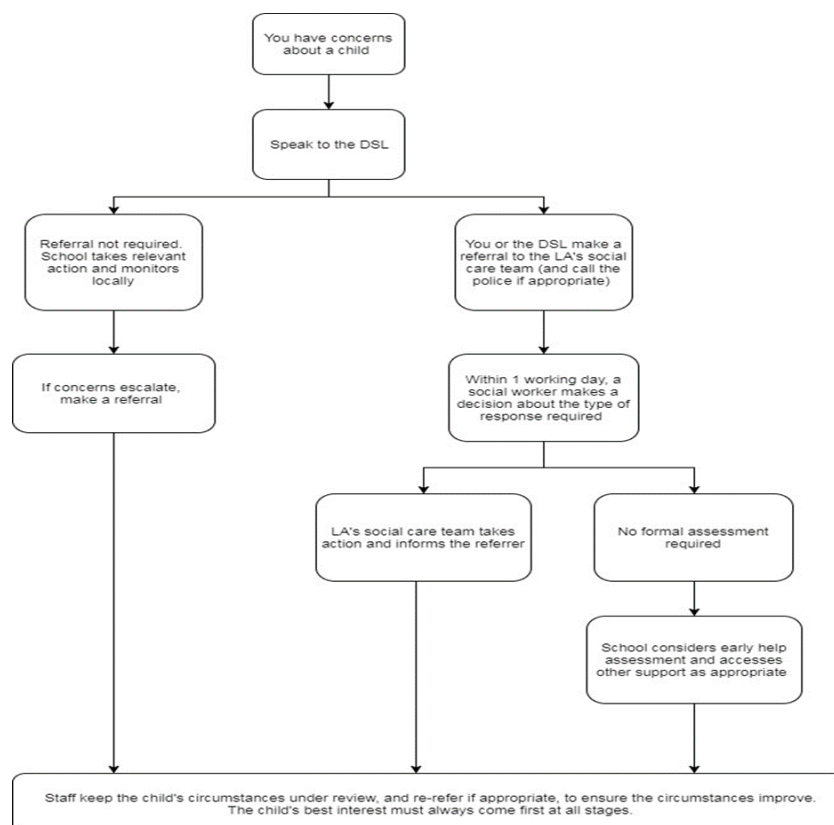 You have concerns
about a child
Speak to the DSL
Referral not required.
School takes relevant
action and monitors
locally
You or the DSL make a
referral to the LA's social
care team (and call the
police if appropriate)
If concerns escalate,
make a referral
Within 1 working day, a
social worker makes a
decision about the type of
response required
LA's social care team takes
action and informs the referrer
No formal assessment
required
School considers early help
assessment and accesses
other support as appropriate
Staff keep the child's circumstances under review, and re-refer if appropriate, to ensure the circumstances improve.
The child's best interest must always come first at all stages.